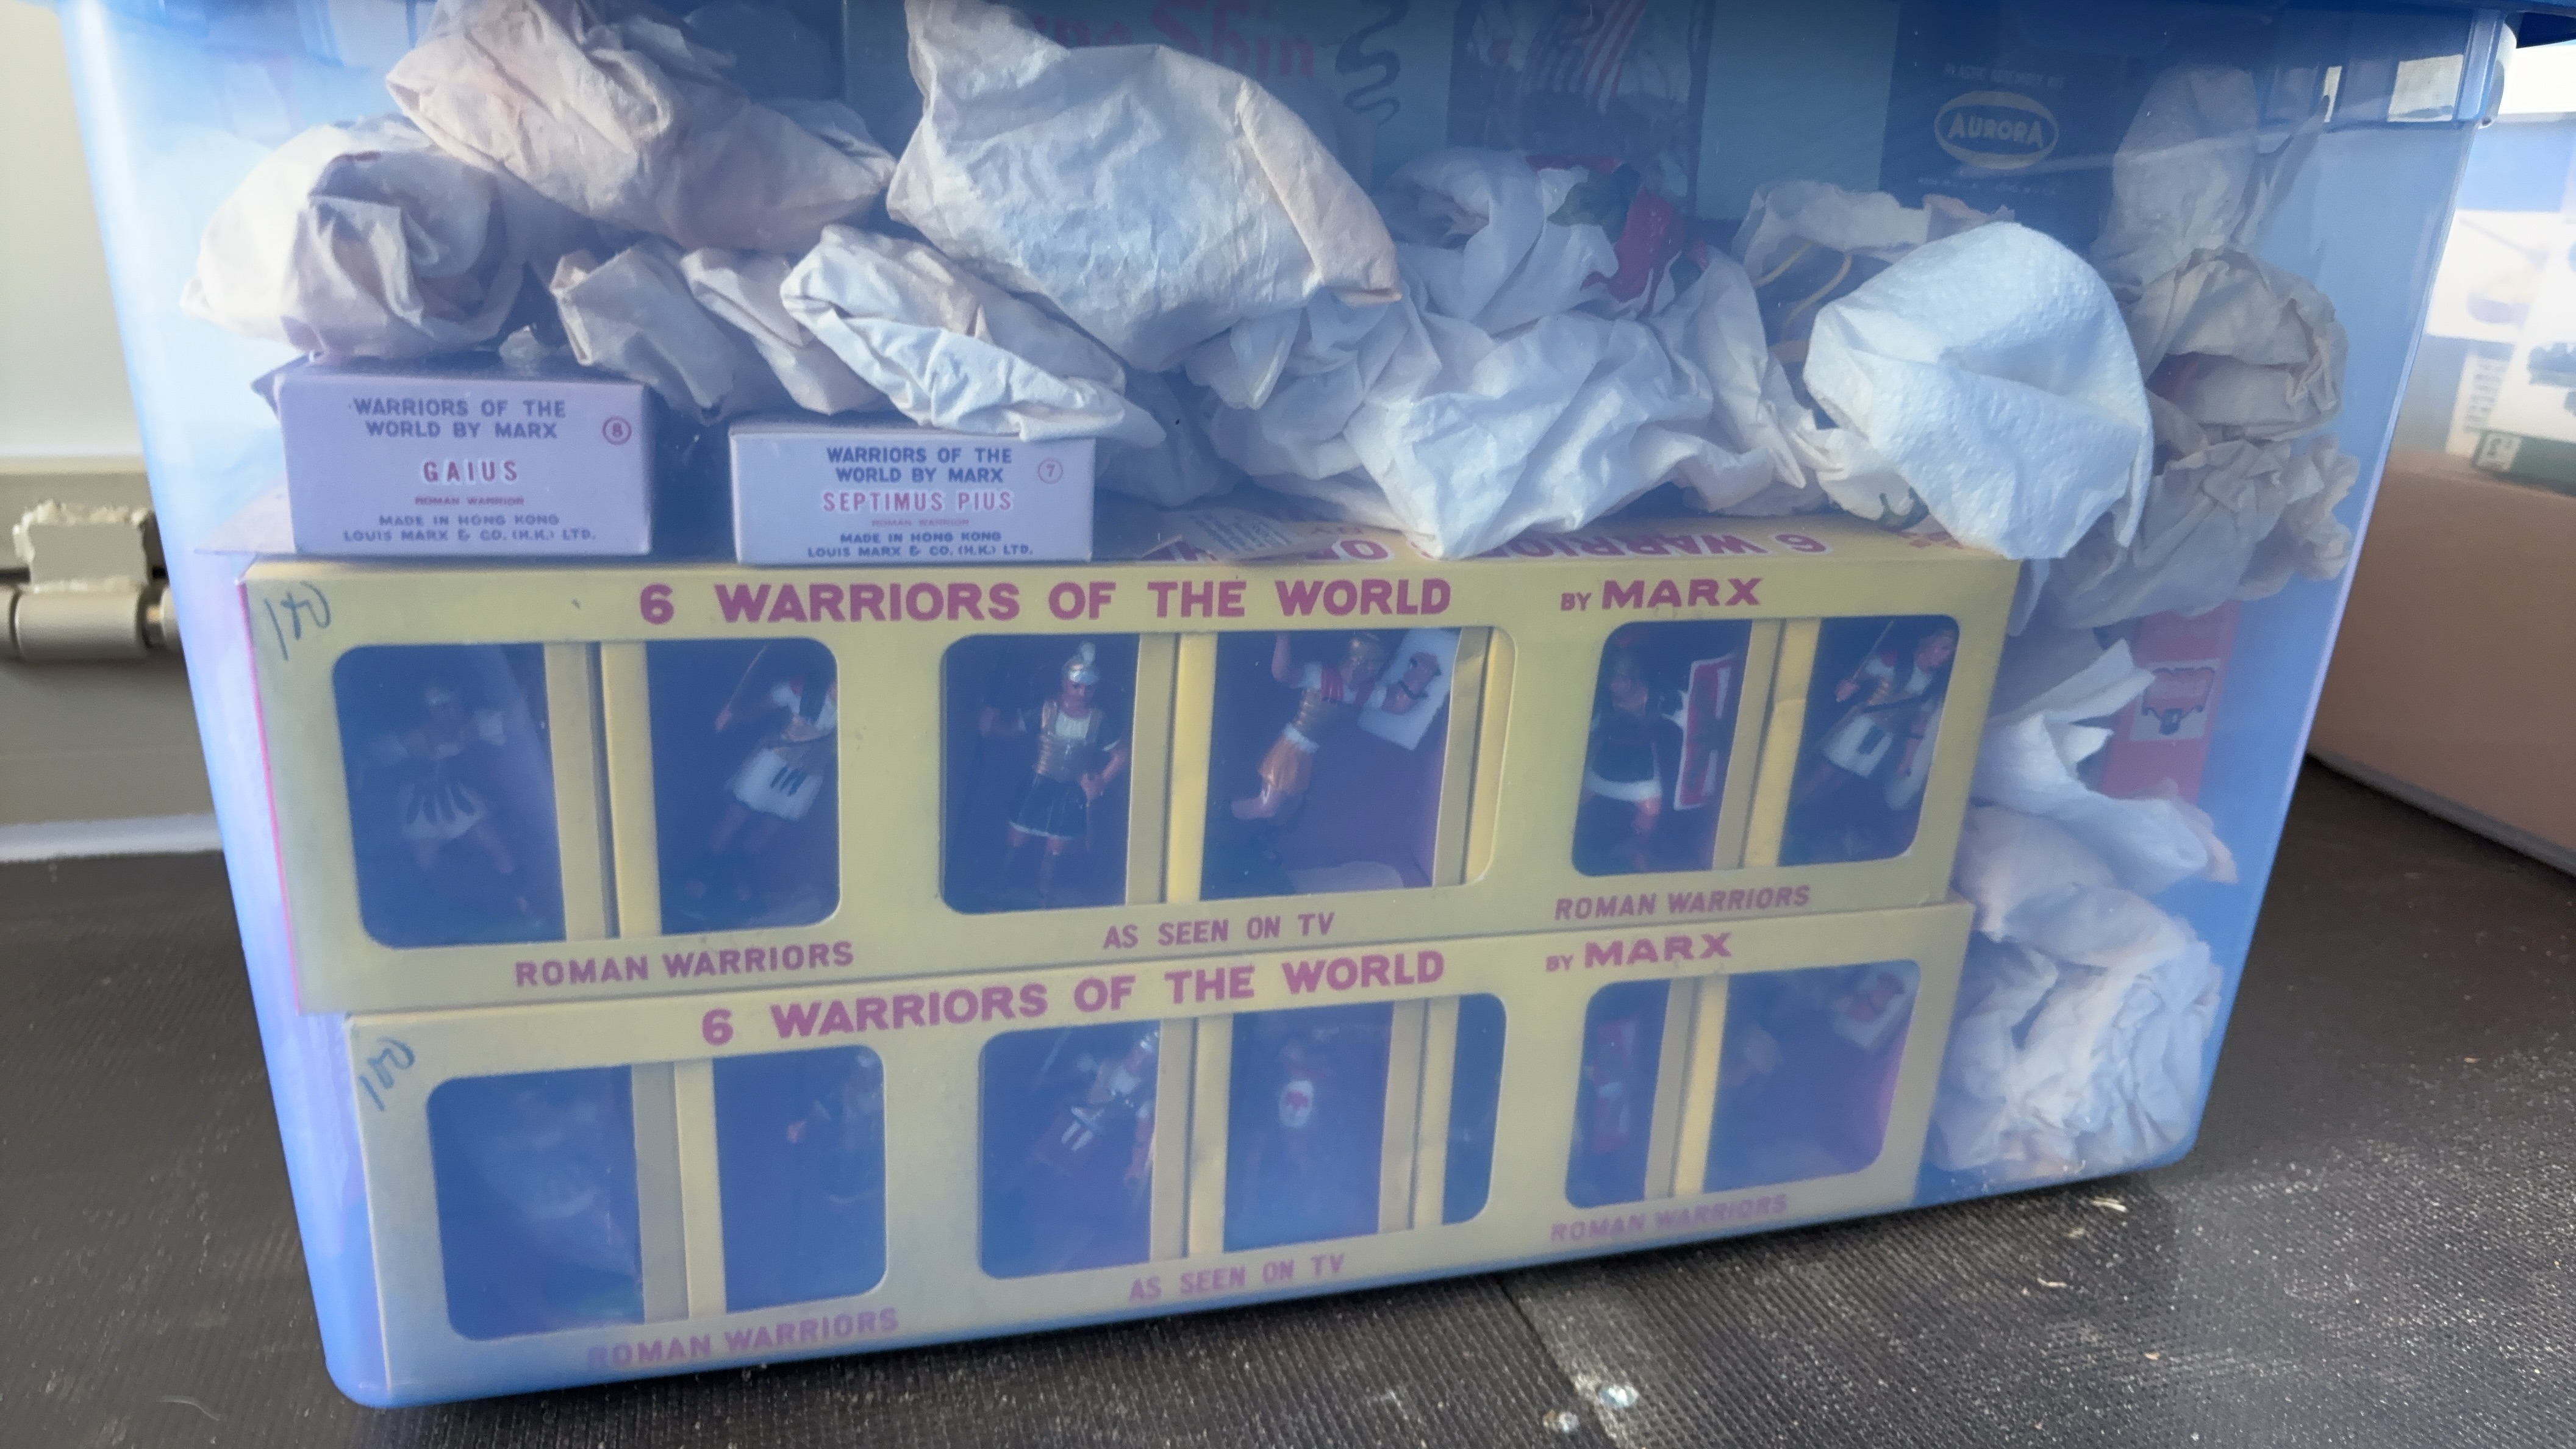 AURORA
WARRIORS OF THE
WORLD BY MARX
8
GAIUS
ROMAN WARRIOR
MADE IN HONG KONG
LOUIS MARX & CO. (H.K.) LTD.
WARRIORS OF THE
WORLD BY MARX
7
SEPTIMUS PIUS
ROMAN WARRIOR
MADE IN HONG KONG
LOUIS MARX & CO. (H.K.) LTD.
6 WARRIORS
6 WARRIORS OF THE WORLD BY MARX
ROMAN WARRIORS
AS SEEN ON TV
ROMAN WARRIORS
6 WARRIORS OF THE WORLD BY MARX
100
ROMAN WARRIORS
AS SEEN ON TV
ROMAN WARRIORS